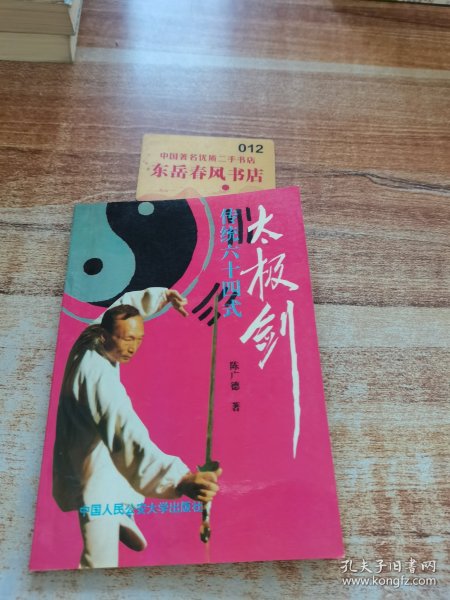 012
中国著名优质二手书店
东岳春风书店
太极剑
传统六十四式
陈广德 著
中国人民公安大学出版社
孔夫子旧书网
www.kongfz.com